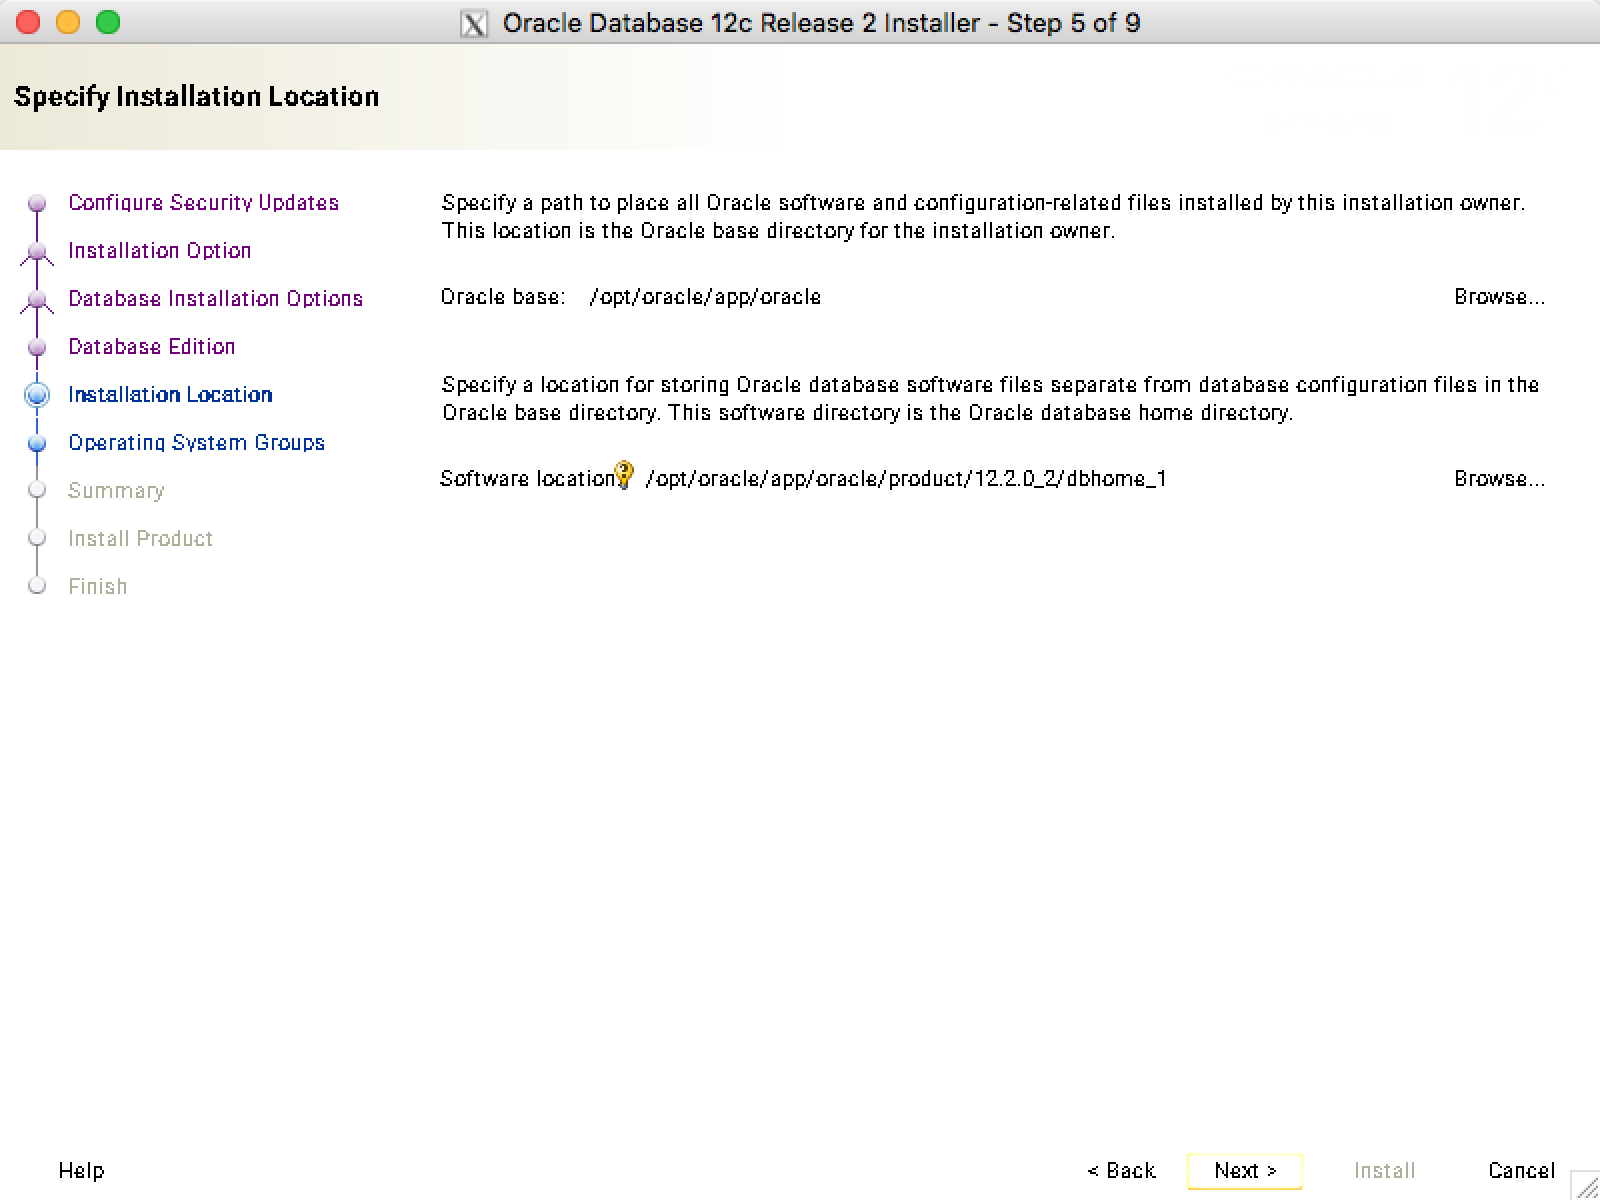 Oracle Database 12c Release 2 Installer - Step 5 of 9
Specify Installation Location
Configure Security Updates
Installation Option
Database Installation Options
Database Edition
Installation Location
Operating System Groups
Summary
Install Product
Finish
Specify a path to place all Oracle software and configuration-related files installed by this installation owner.
This location is the Oracle base directory for the installation owner.
Oracle base: /opt/oracle/app/oracle Browse...
Specify a location for storing Oracle database software files separate from database configuration files in the
Oracle base directory. This software directory is the Oracle database home directory.
Software location /opt/oracle/app/oracle/product/12.2.0_2/dbhome_1 Browse...
Help < Back Next > Install Cancel